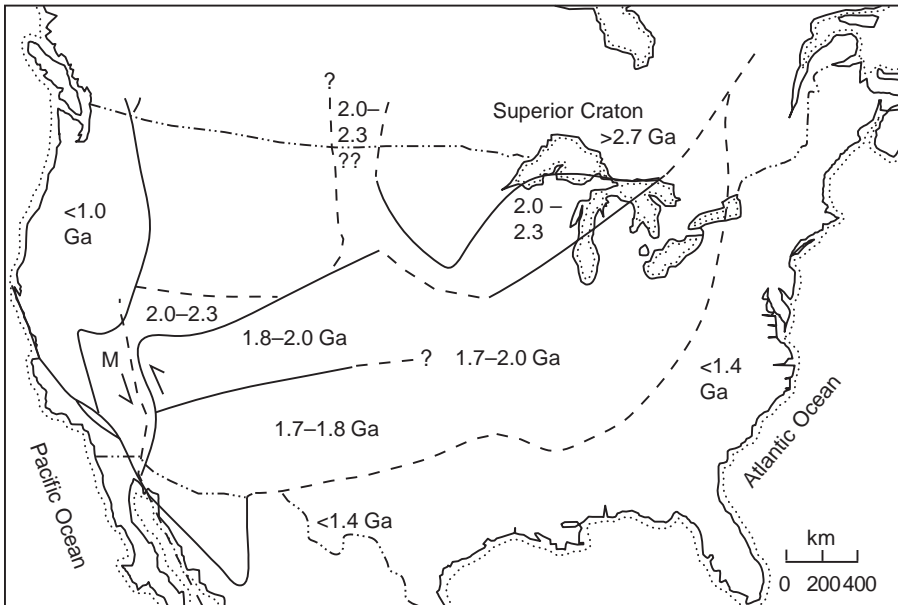 ?
2.0–
2.3
??
Superior Craton
>2.7 Ga
<1.0
Ga
2.0 –
2.3
2.0–2.3
1.8–2.0 Ga
M
?
1.7–2.0 Ga
<1.4
Ga
1.7–1.8 Ga
<1.4 Ga
Pacific Ocean
Atlantic Ocean
km
0 200 400